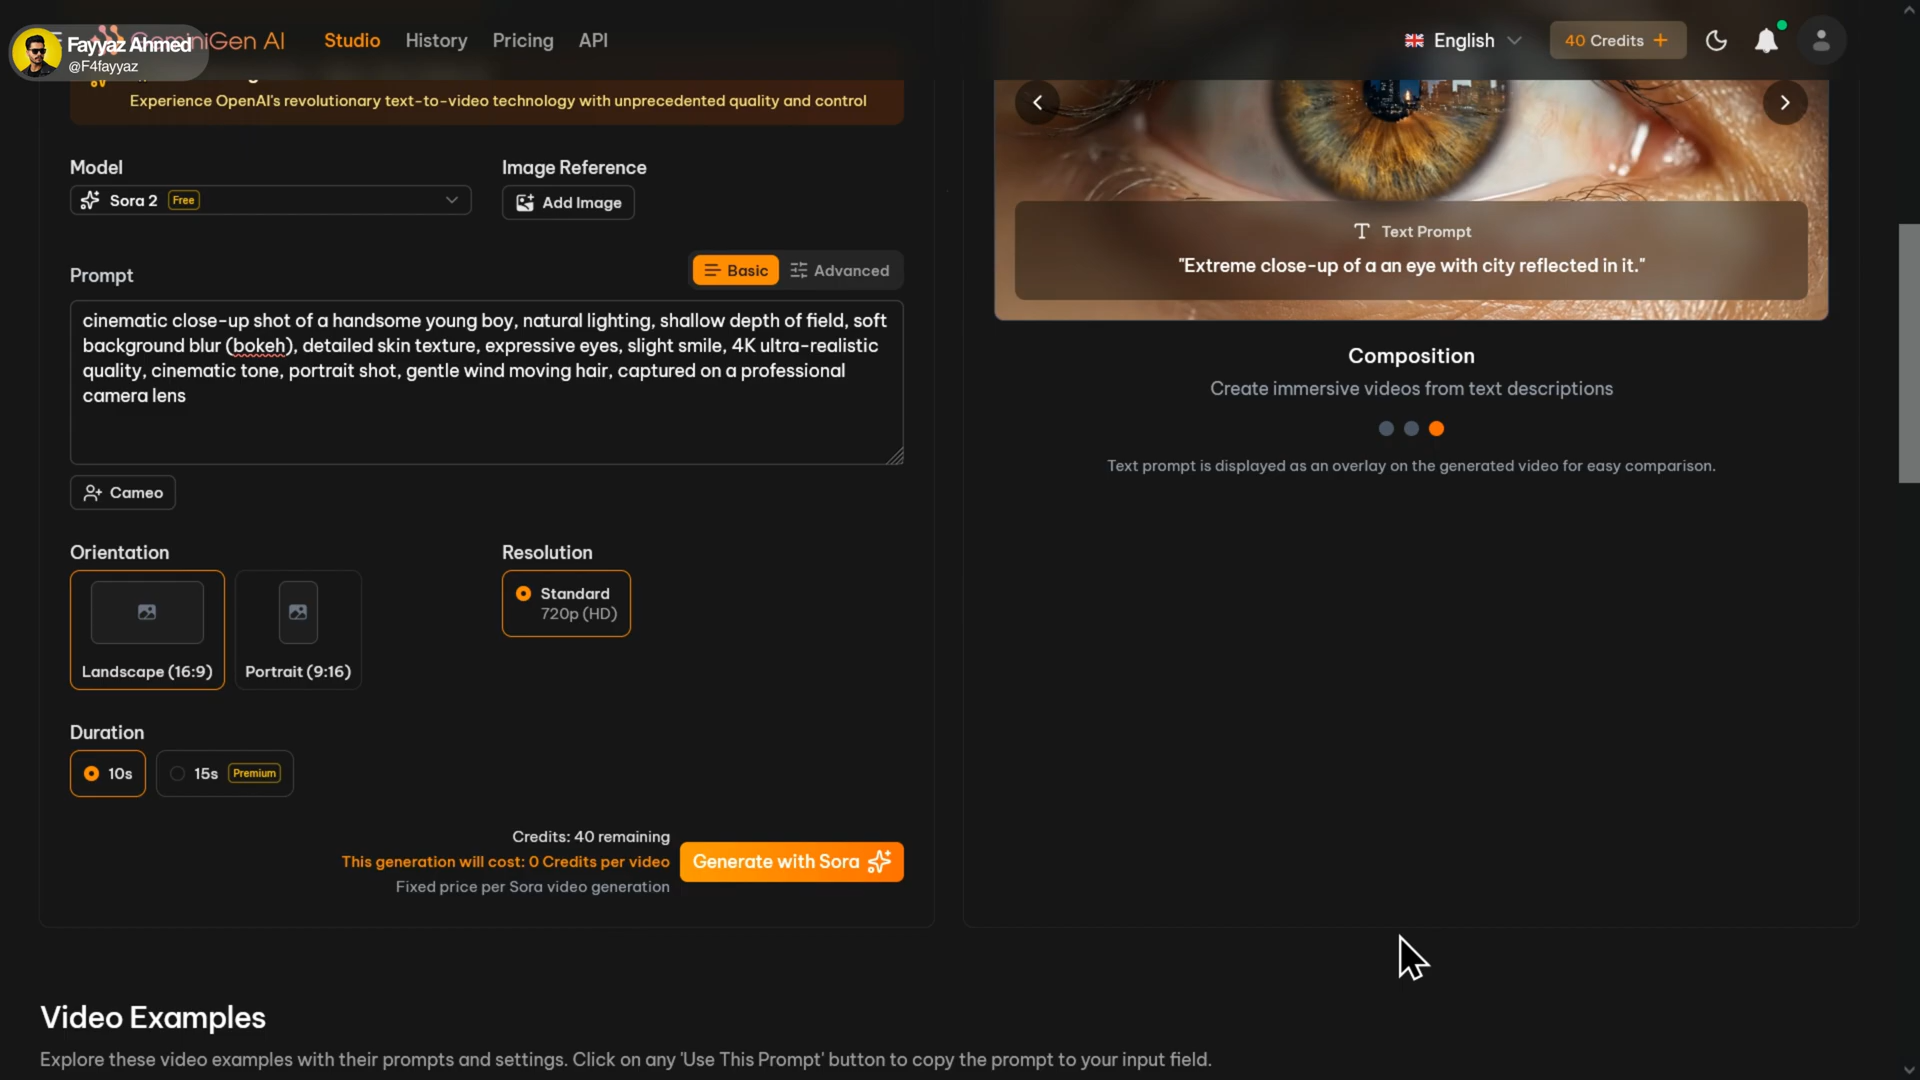 Fayyaz Ahmed
@F4fayyaz
GeminiGen AI
Studio
History
Pricing
API
English
40 Credits +
Experience OpenAI's revolutionary text-to-video technology with unprecedented quality and control
Model
Sora 2 Free
Image Reference
Add Image
Prompt
Basic
Advanced
cinematic close-up shot of a handsome young boy, natural lighting, shallow depth of field, soft
background blur (bokeh), detailed skin texture, expressive eyes, slight smile, 4K ultra-realistic
quality, cinematic tone, portrait shot, gentle wind moving hair, captured on a professional
camera lens
Cameo
Orientation
Landscape (16:9)
Portrait (9:16)
Resolution
Standard
720p (HD)
Duration
10s
15s Premium
Credits: 40 remaining
This generation will cost: 0 Credits per video
Fixed price per Sora video generation
Generate with Sora
Text Prompt
"Extreme close-up of a an eye with city reflected in it."
Composition
Create immersive videos from text descriptions
Text prompt is displayed as an overlay on the generated video for easy comparison.
Video Examples
Explore these video examples with their prompts and settings. Click on any 'Use This Prompt' button to copy the prompt to your input field.